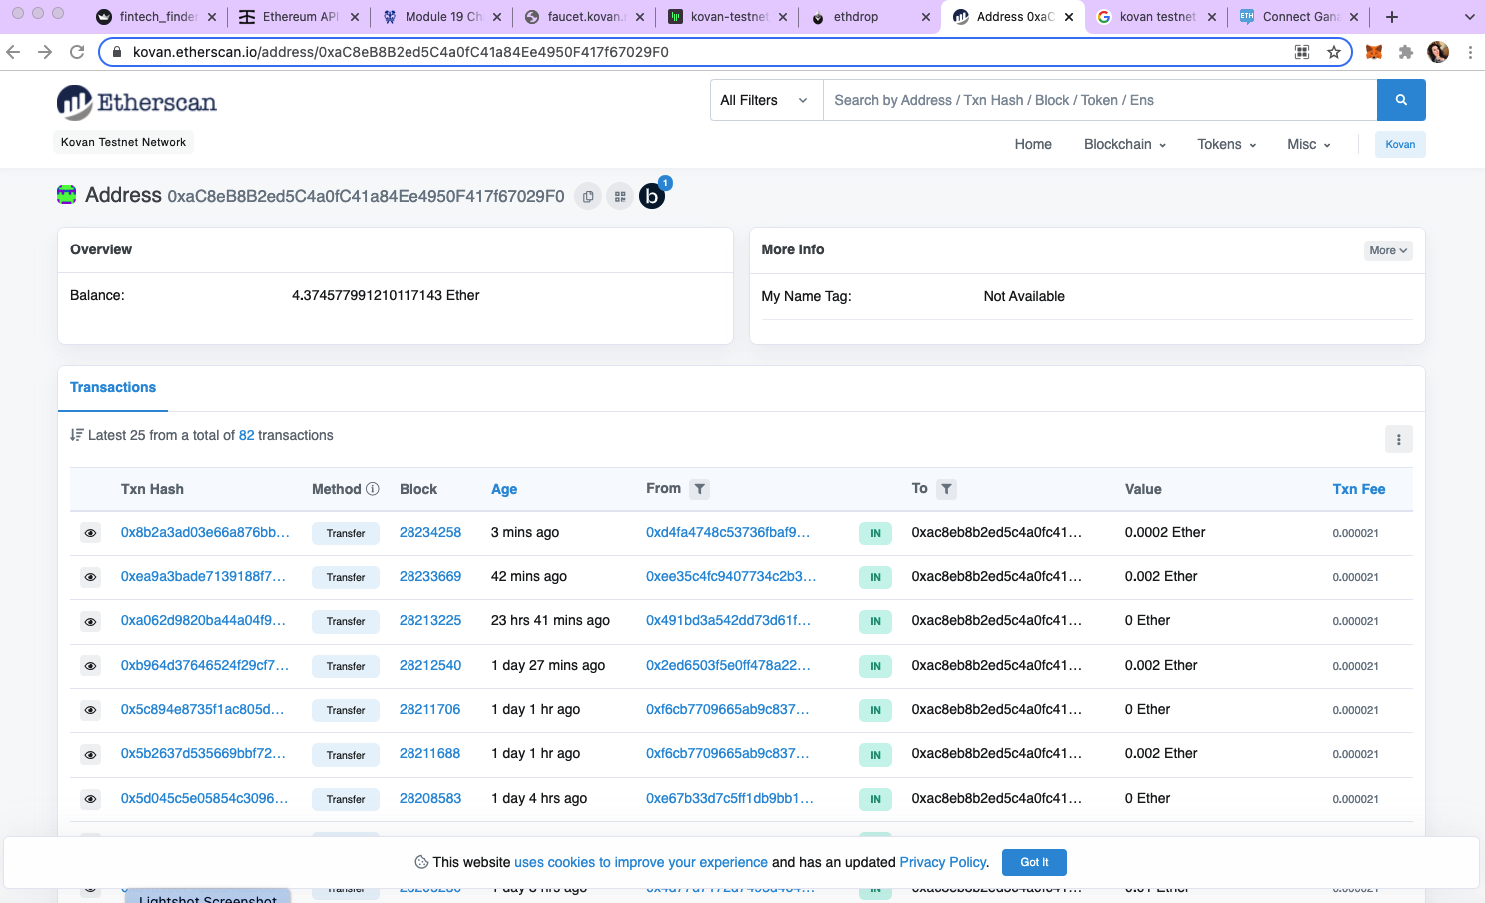 fintech_finder
Ethereum API
Module 19 Ch
faucet.kovan.
kovan-testnet
ethdrop
Address 0xaC
kovan testnet
Connect Gana
kovan.etherscan.io/address/0xaC8eB8B2ed5C4a0fC41a84Ee4950F417f67029F0
Etherscan
All Filters
Search by Address / Txn Hash / Block / Token / Ens
Kovan Testnet Network
Home Blockchain Tokens Misc Kovan
Address 0xaC8eB8B2ed5C4a0fC41a84Ee4950F417f67029F0 b 1
Overview
Balance: 4.374577991210117143 Ether
More Info More
My Name Tag: Not Available
Transactions
Latest 25 from a total of 82 transactions
Txn Hash Method Block Age From To Value Txn Fee
0x8b2a3ad03e66a876bb... Transfer 28234258 3 mins ago 0xd4fa4748c53736fbaf9... IN 0xac8eb8b2ed5c4a0fc41... 0.0002 Ether 0.000021
0xea9a3bade7139188f7... Transfer 28233669 42 mins ago 0xee35c4fc9407734c2b3... IN 0xac8eb8b2ed5c4a0fc41... 0.002 Ether 0.000021
0xa062d9820ba44a04f9... Transfer 28213225 23 hrs 41 mins ago 0x491bd3a542dd73d61f... IN 0xac8eb8b2ed5c4a0fc41... 0 Ether 0.000021
0xb964d37646524f29cf7... Transfer 28212540 1 day 27 mins ago 0x2ed6503f5e0ff478a22... IN 0xac8eb8b2ed5c4a0fc41... 0.002 Ether 0.000021
0x5c894e8735f1ac805d... Transfer 28211706 1 day 1 hr ago 0xf6cb7709665ab9c837... IN 0xac8eb8b2ed5c4a0fc41... 0 Ether 0.000021
0x5b2637d535669bbf72... Transfer 28211688 1 day 1 hr ago 0xf6cb7709665ab9c837... IN 0xac8eb8b2ed5c4a0fc41... 0.002 Ether 0.000021
0x5d045c5e05854c3096... Transfer 28208583 1 day 4 hrs ago 0xe67b33d7c5ff1db9bb1... IN 0xac8eb8b2ed5c4a0fc41... 0 Ether 0.000021
This website uses cookies to improve your experience and has an updated Privacy Policy. Got It
Lightshot Screenshot